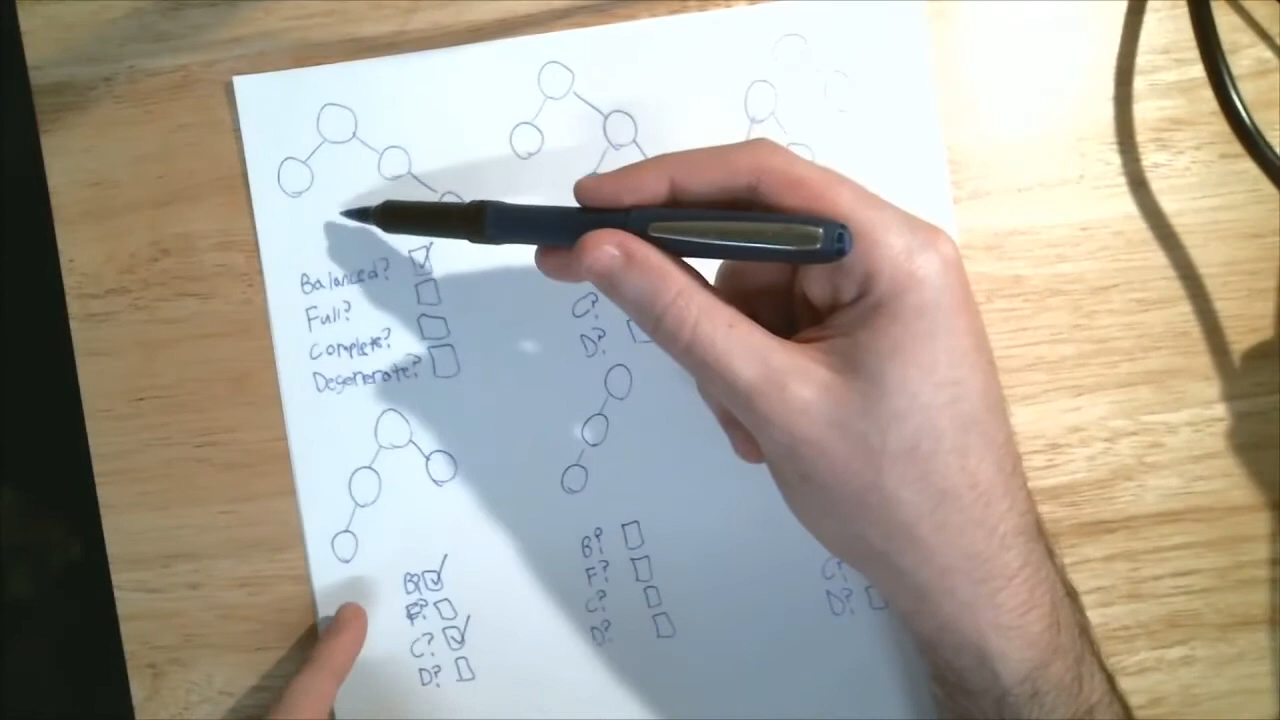 Balanced?
Full?
Complete?
Degenerate?
C?
D?
B?
F?
C?
D?
B?
F?
C?
D?
C?
D?